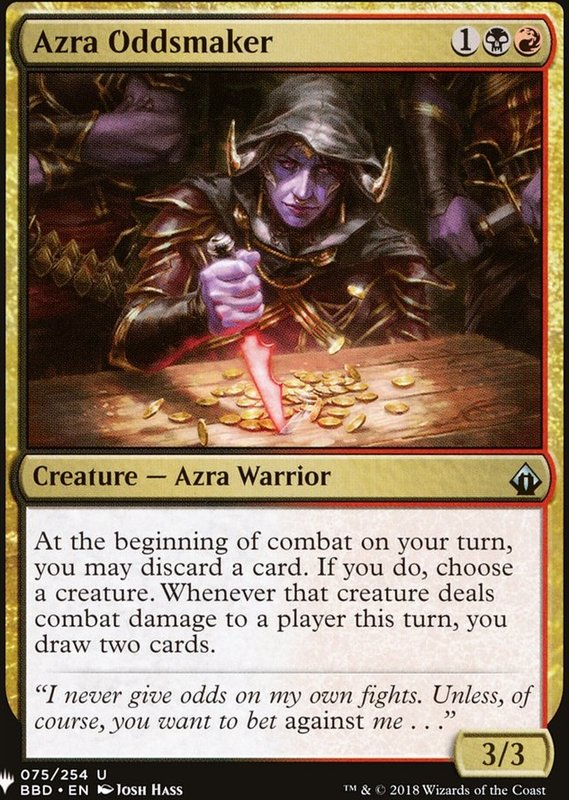 Azra Oddsmaker 1
Creature — Azra Warrior
At the beginning of combat on your turn,
you may discard a card. If you do, choose
a creature. Whenever that creature deals
combat damage to a player this turn, you
draw two cards.
“I never give odds on my own fights. Unless, of
course, you want to bet against me . . .”
3/3
075/254 U
BBD • EN Josh Hass
™ & © 2018 Wizards of the Coast